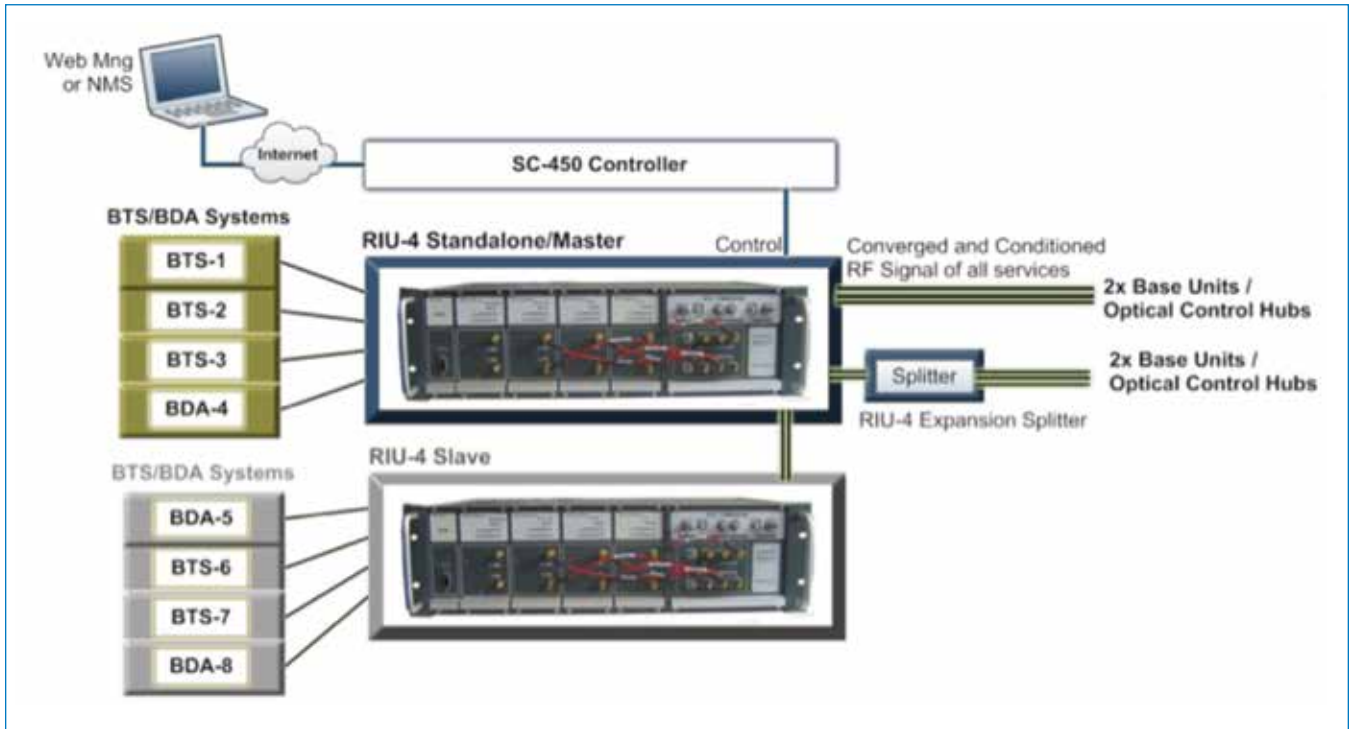 Web Mng
or NMS
Internet
SC-450 Controller
BTS/BDA Systems
BTS-1
BTS-2
BTS-3
BDA-4
RIU-4 Standalone/Master
Control
Converged and Conditioned
RF Signal of all services
2x Base Units /
Optical Control Hubs
Splitter
RIU-4 Expansion Splitter
2x Base Units /
Optical Control Hubs
BTS/BDA Systems
BDA-5
BTS-6
BTS-7
BDA-8
RIU-4 Slave